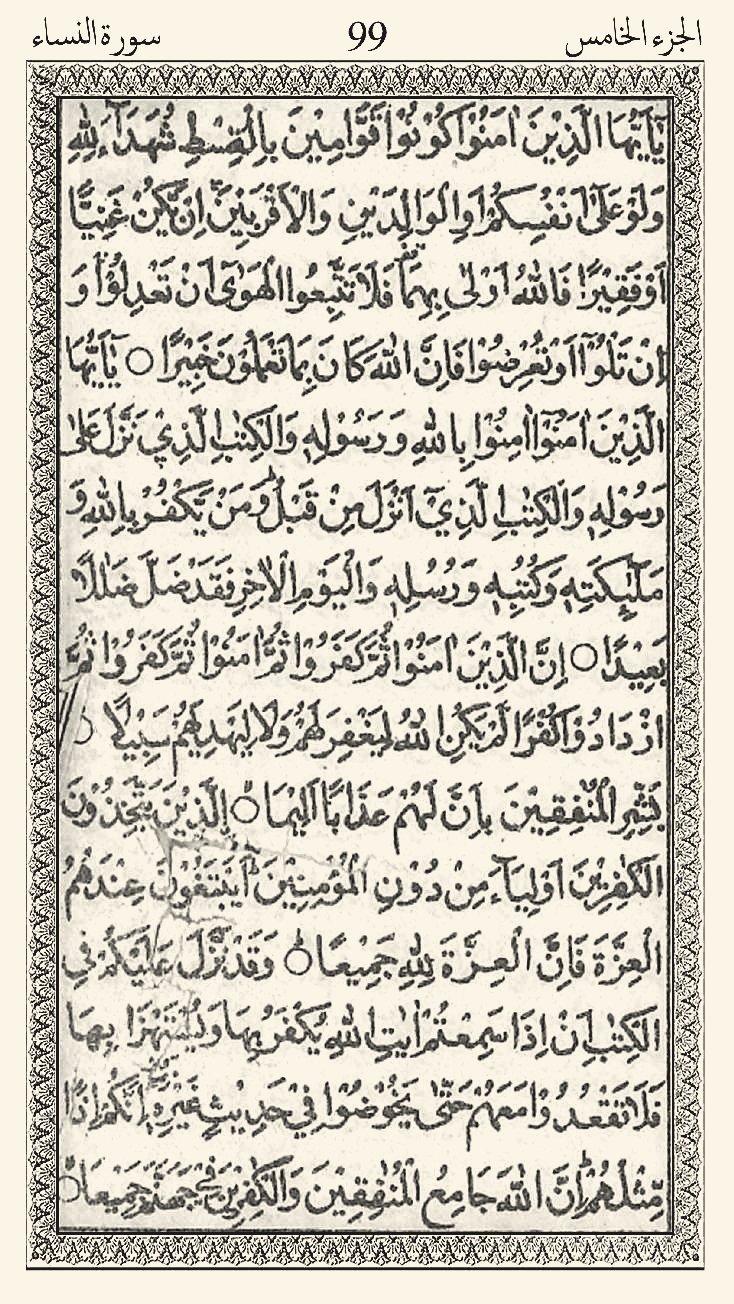 الجزء الخامس 99 سورة النساء
يٰۤاَيُّهَا الَّذِيْنَ اٰمَنُوْا كُوْنُوْا قَوَّامِيْنَ بِالْقِسْطِ شُهَدَآءَ لِلّٰهِ
وَلَوْ عَلٰۤى اَنْفُسِكُمْ اَوِ الْوَالِدَيْنِ وَالْاَقْرَبِيْنَ ۚ اِنْ يَّكُنْ غَنِيًّا
اَوْ فَقِيْرًا فَاللّٰهُ اَوْلٰى بِهِمَا ۗ فَلَا تَتَّبِعُوا الْهَوٰۤى اَنْ تَعْدِلُوْا ۚ وَ
اِنْ تَلْوٗۤا اَوْ تُعْرِضُوْا فَاِنَّ اللّٰهَ كَانَ بِمَا تَعْمَلُوْنَ خَبِيْرًا ۝ يٰۤاَيُّهَا
الَّذِيْنَ اٰمَنُوْۤا اٰمِنُوْا بِاللّٰهِ وَ رَسُوْلِهٖ وَالْكِتٰبِ الَّذِيْ نَزَّلَ عَلٰى
رَسُوْلِهٖ وَالْكِتٰبِ الَّذِيْۤ اَنْزَلَ مِنْ قَبْلُ ۗ وَمَنْ يَّكْفُرْ بِاللّٰهِ وَ
مَلٰٓئِكَتِهٖ وَكُتُبِهٖ وَرُسُلِهٖ وَالْيَوْمِ الْاٰخِرِ فَقَدْ ضَلَّ ضَلٰلًا
بَعِيْدًا ۝ اِنَّ الَّذِيْنَ اٰمَنُوْا ثُمَّ كَفَرُوْا ثُمَّ اٰمَنُوْا ثُمَّ كَفَرُوْا ثُمَّ
ازْدَادُوْا كُفْرًا لَّمْ يَكُنِ اللّٰهُ لِيَغْفِرَ لَهُمْ وَلَا لِيَهْدِيَهُمْ سَبِيْلًا ۝
بَشِّرِ الْمُنٰفِقِيْنَ بِاَنَّ لَهُمْ عَذَابًا اَلِيْمًا ۝ الَّذِيْنَ يَتَّخِذُوْنَ
الْكٰفِرِيْنَ اَوْلِيَآءَ مِنْ دُوْنِ الْمُؤْمِنِيْنَ ۗ اَيَبْتَغُوْنَ عِنْدَهُمُ
الْعِزَّةَ فَاِنَّ الْعِزَّةَ لِلّٰهِ جَمِيْعًا ۝ وَقَدْ نَزَّلَ عَلَيْكُمْ فِي
الْكِتٰبِ اَنْ اِذَا سَمِعْتُمْ اٰيٰتِ اللّٰهِ يُكْفَرُ بِهَا وَيُسْتَهْزَاُ بِهَا
فَلَا تَقْعُدُوْا مَعَهُمْ حَتّٰى يَخُوْضُوْا فِيْ حَدِيْثٍ غَيْرِهٖۤ ۖ اِنَّكُمْ اِذًا
مِّثْلُهُمْ ۗ اِنَّ اللّٰهَ جَامِعُ الْمُنٰفِقِيْنَ وَالْكٰفِرِيْنَ فِيْ جَهَنَّمَ جَمِيْعًا ۝